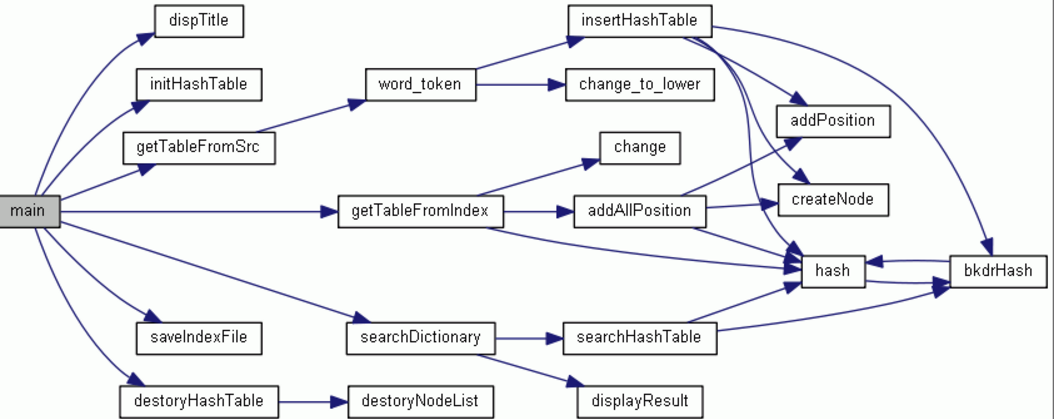 dispTitle
insertHashTable
initHashTable
word_token
change_to_lower
addPosition
getTableFromSrc
change
createNode
main
getTableFromIndex
addAllPosition
hash
bkdrHash
saveIndexFile
searchDictionary
searchHashTable
destoryHashTable
destoryNodeList
displayResult